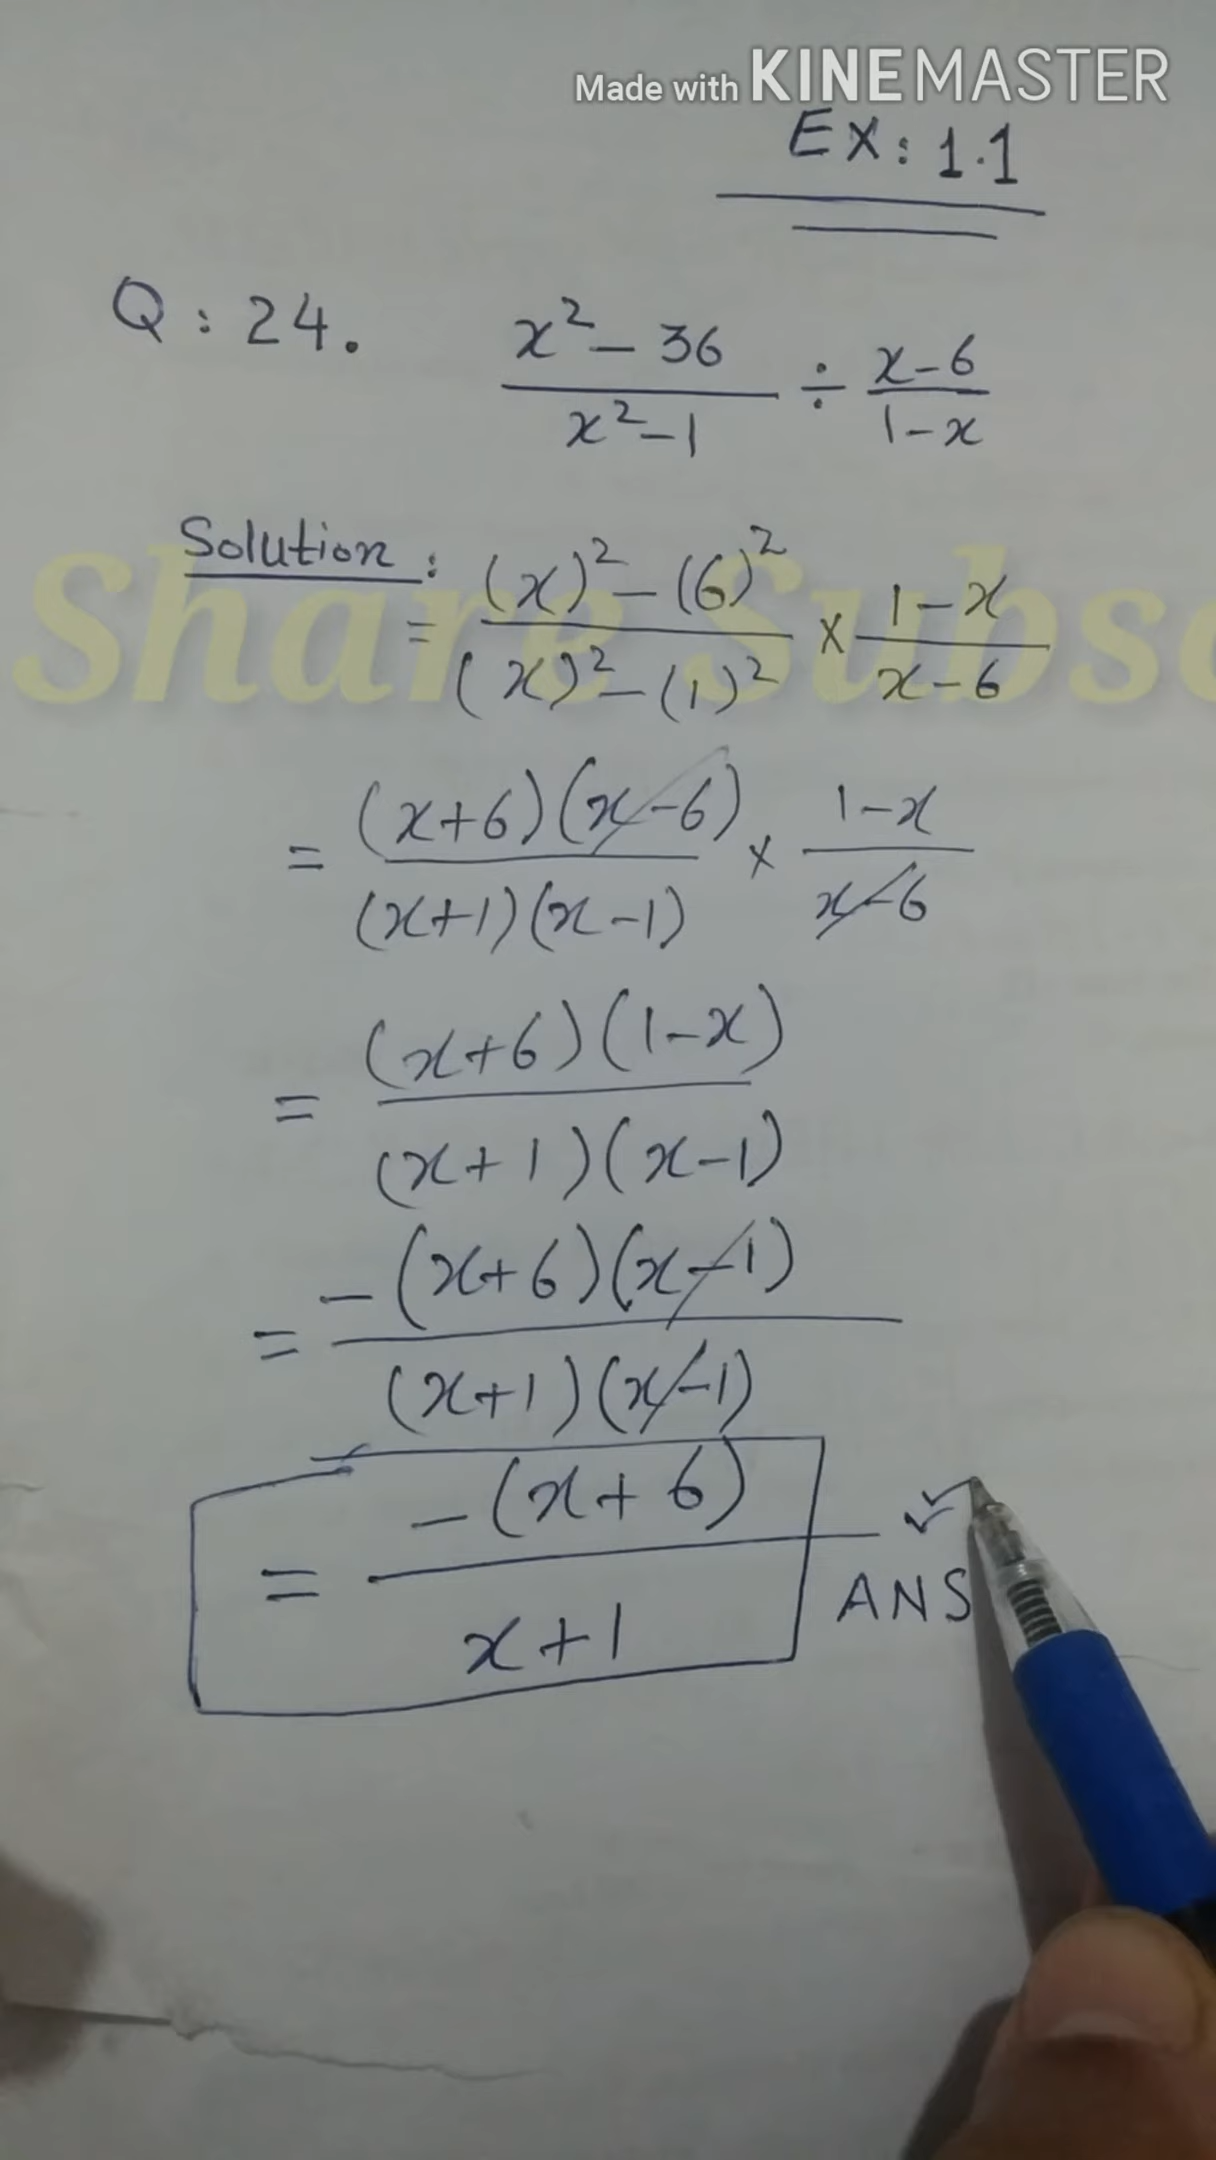 Made with KINEMASTER
EX: 1.1
Q: 24. x² - 36 / x² - 1 ÷ x - 6 / 1 - x
Solution:
= (x)² - (6)² / (x)² - (1)² × 1 - x / x - 6
= (x+6)(x-6) / (x+1)(x-1) × 1 - x / x - 6
= (x+6)(1-x) / (x+1)(x-1)
= -(x+6)(x-1) / (x+1)(x-1)
= -(x+6) / x+1
ANS
Share Subsc